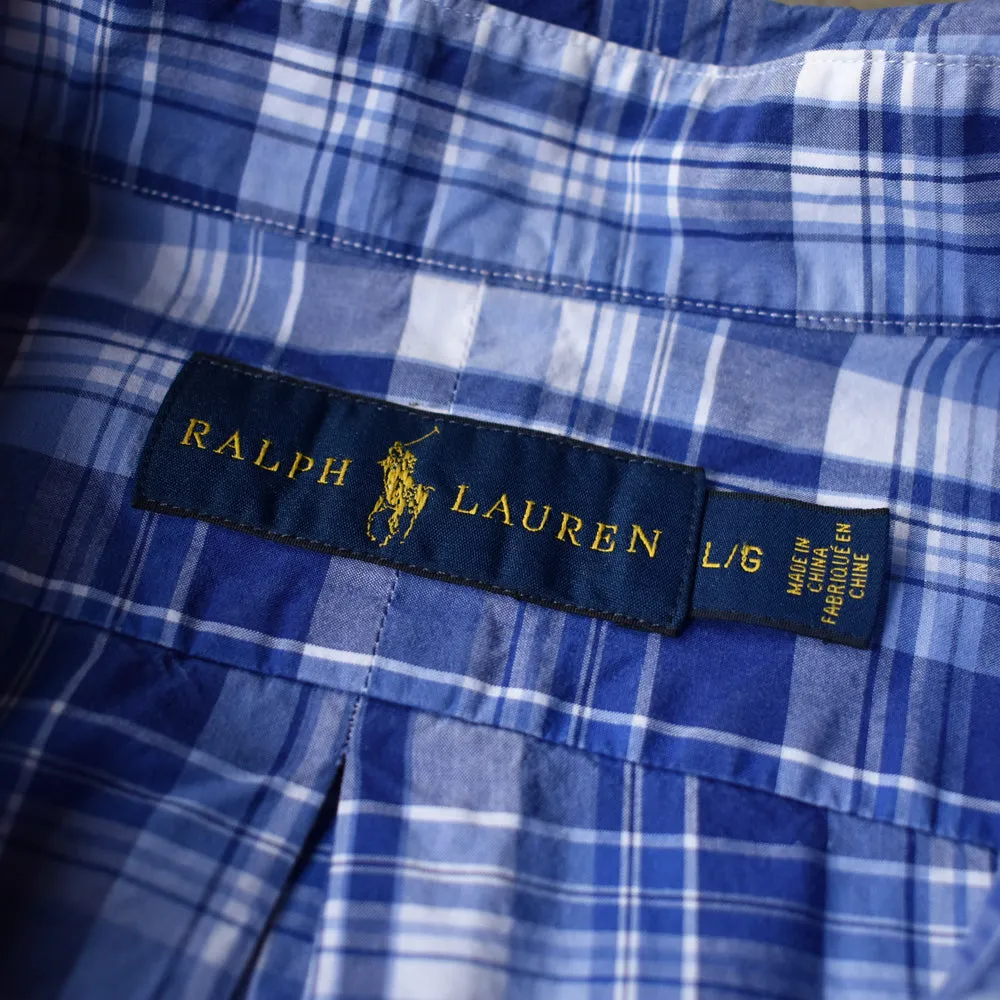 RALPH LAUREN
L/G
MADE IN
CHINA
FABRIQUÉ EN
CHINE